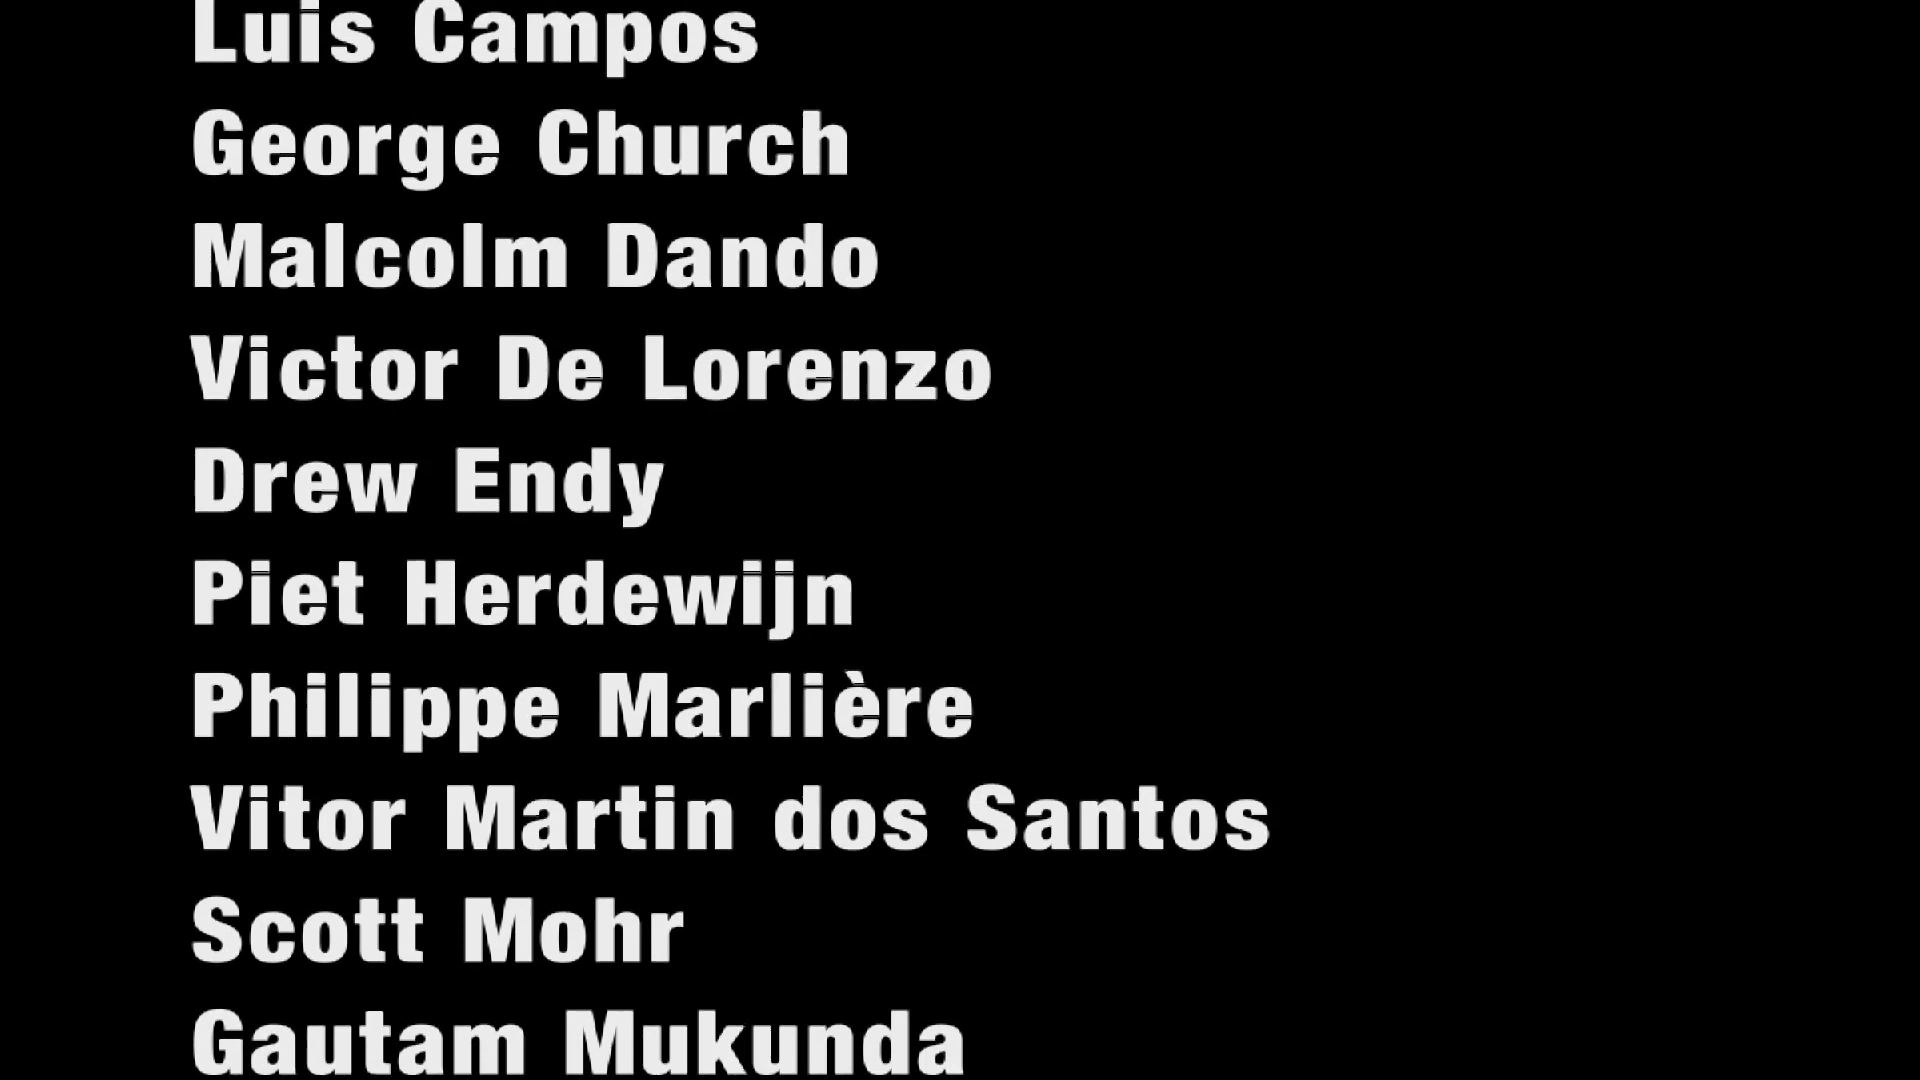 Luis Campos
George Church
Malcolm Dando
Victor De Lorenzo
Drew Endy
Piet Herdewijn
Philippe Marlière
Vitor Martin dos Santos
Scott Mohr
Gautam Mukunda